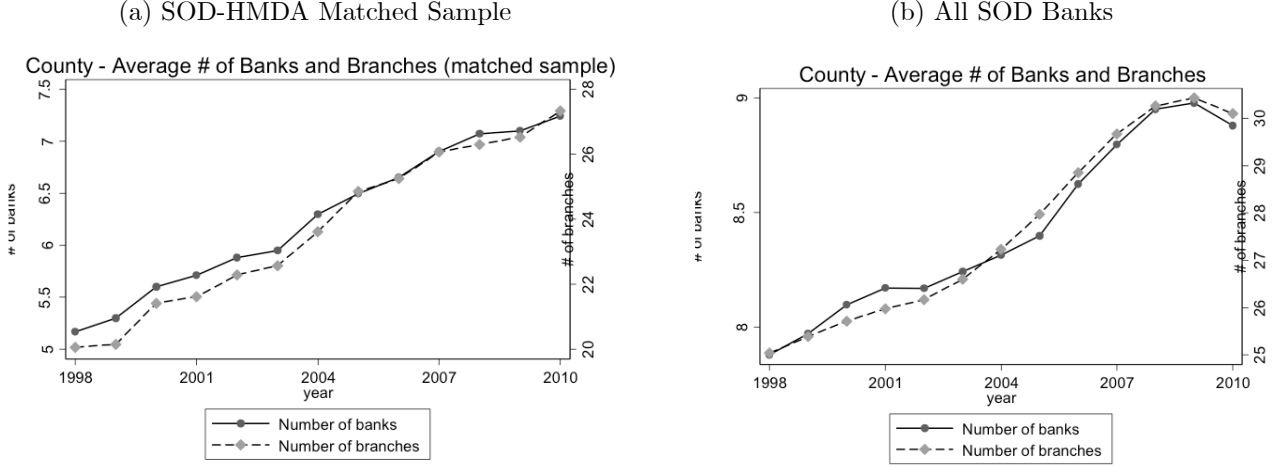 (a) SOD-HMDA Matched Sample
County - Average # of Banks and Branches (matched sample)
# of banks
7.5
7
6.5
6
5.5
5
# of branches
28
26
24
22
20
1998 2001 2004 2007 2010
year
Number of banks
Number of branches
(b) All SOD Banks
County - Average # of Banks and Branches
# of banks
9
8.5
8
# of branches
30
29
28
27
26
25
1998 2001 2004 2007 2010
year
Number of banks
Number of branches